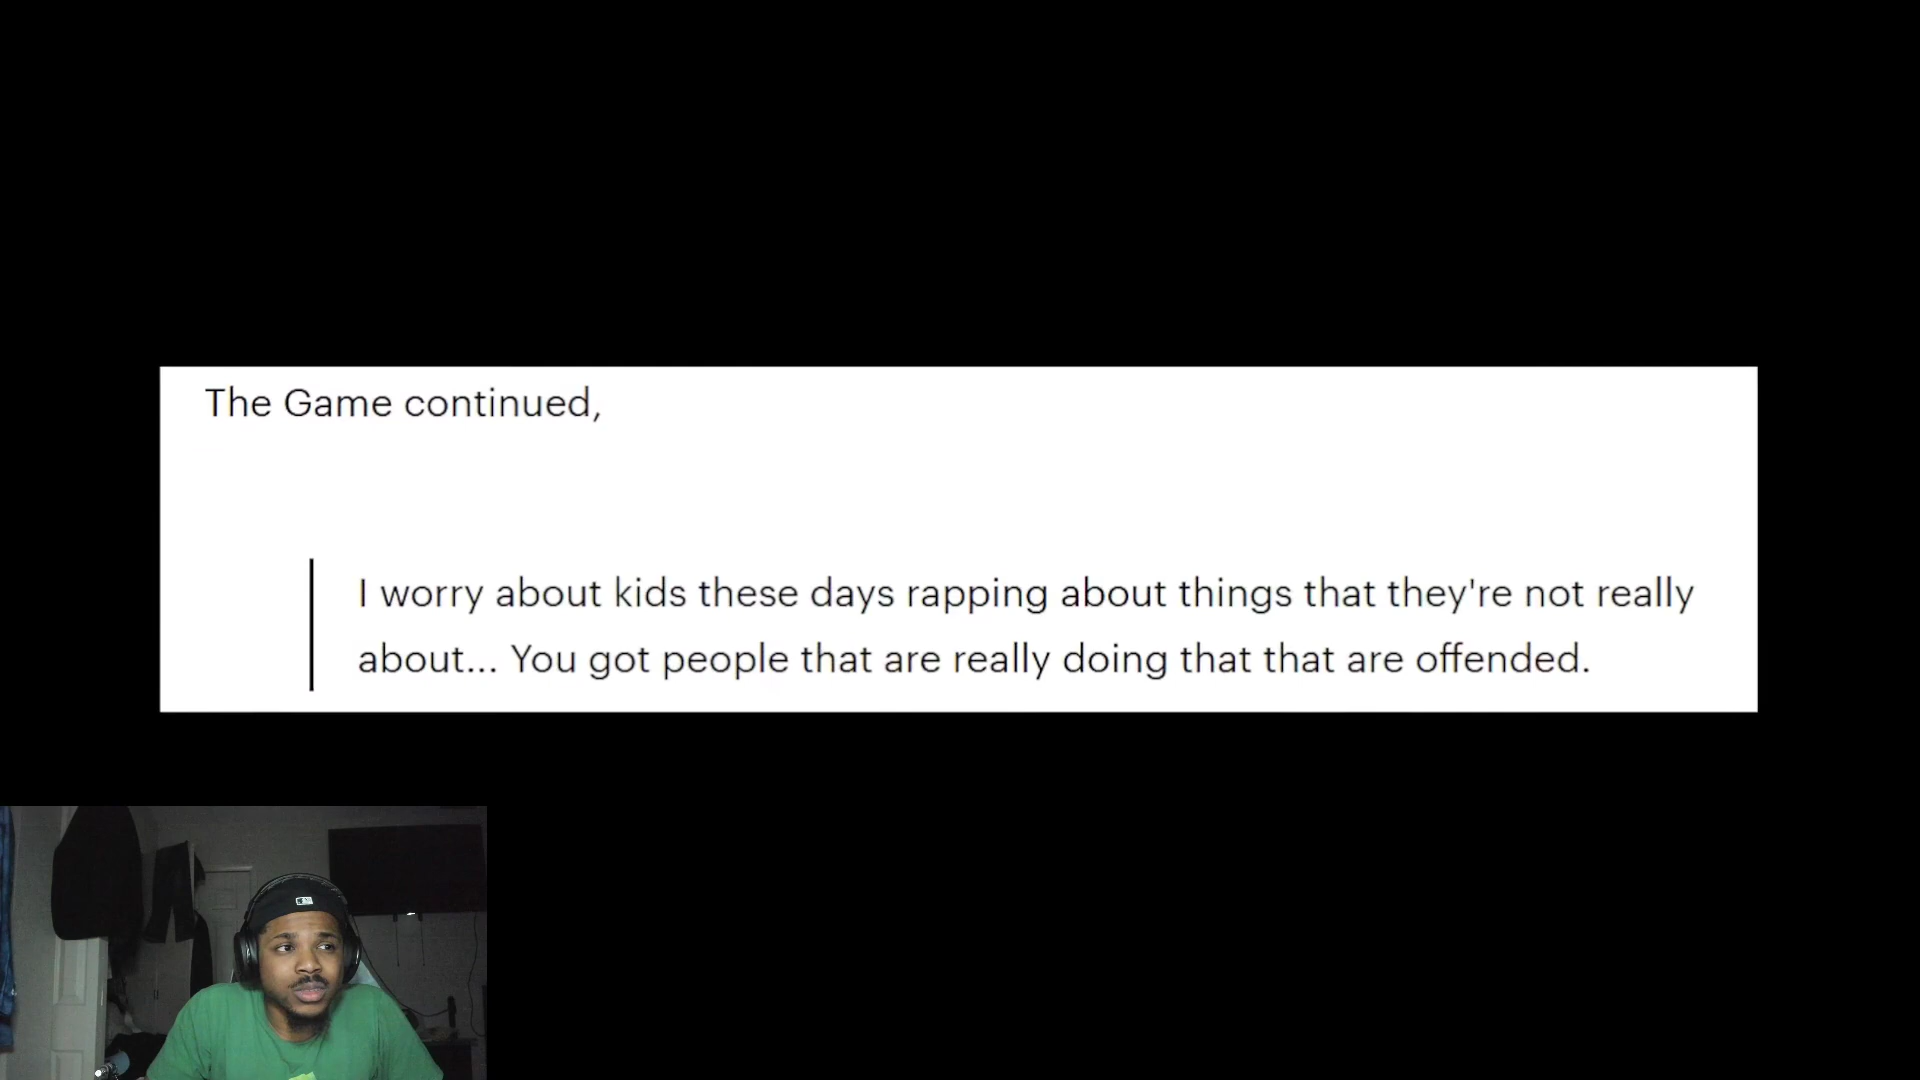 The Game continued,
I worry about kids these days rapping about things that they're not really
about... You got people that are really doing that that are offended.